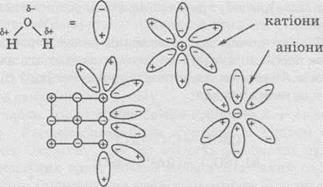 δ−
O
δ+ δ+
H H
=
катіони
аніони